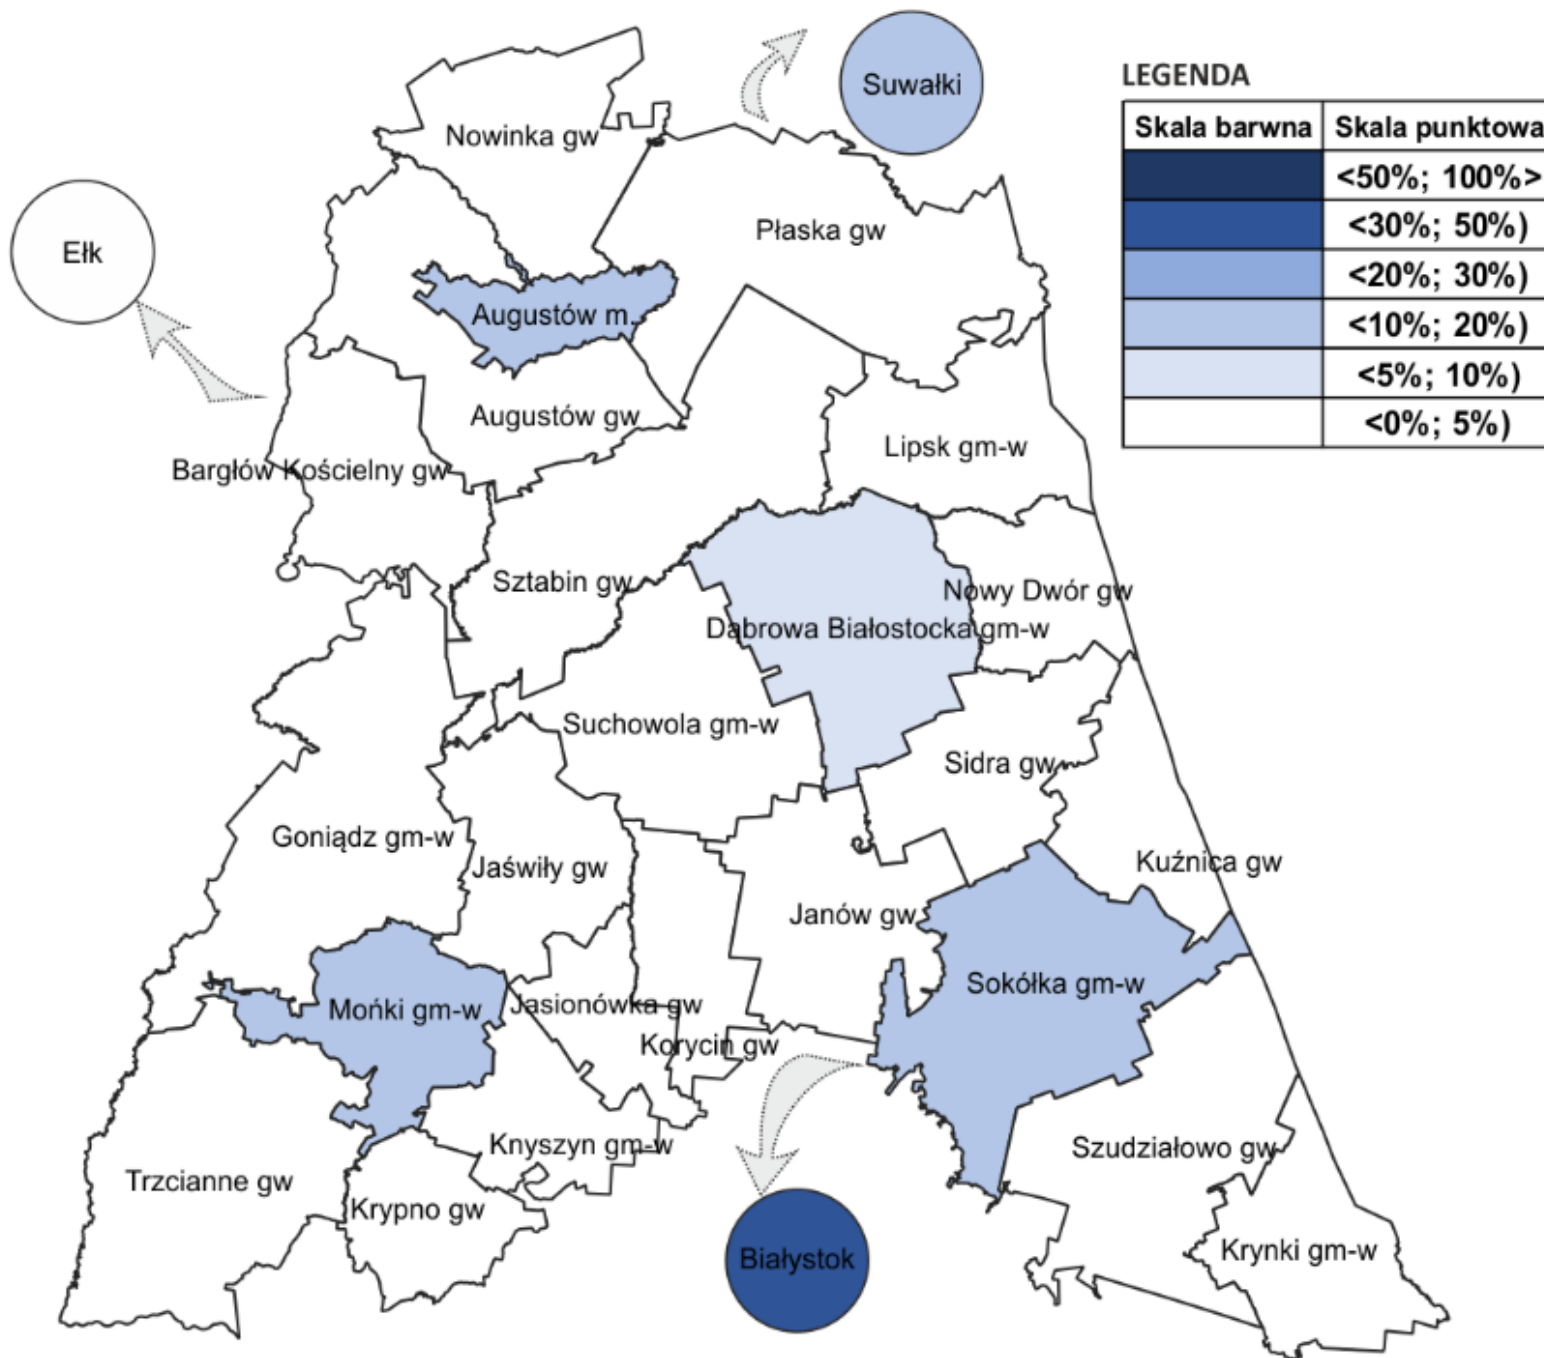 Suwałki
LEGENDA
Skala barwna Skala punktowa
<50%; 100%>
<30%; 50%)
<20%; 30%)
<10%; 20%)
<5%; 10%)
<0%; 5%)
Nowinka gw
Płaska gw
Ełk
Augustów m.
Augustów gw
Lipsk gm-w
Bargłów Kościelny gw
Sztabin gw
Nowy Dwór gw
Dąbrowa Białostocka gm-w
Suchowola gm-w
Sidra gw
Goniądz gm-w
Jaświły gw
Kuźnica gw
Janów gw
Sokółka gm-w
Mońki gm-w
Jasionówka gw
Korycin gw
Knyszyn gm-w
Szudziałowo gw
Trzcianne gw
Krypno gw
Krynki gm-w
Białystok